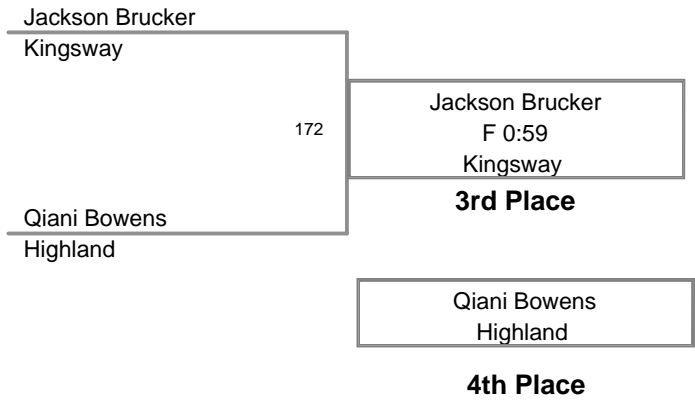 Jackson Brucker
Kingsway
172
Jackson Brucker
F 0:59
Kingsway
3rd Place
Qiani Bowens
Highland
Qiani Bowens
Highland
4th Place